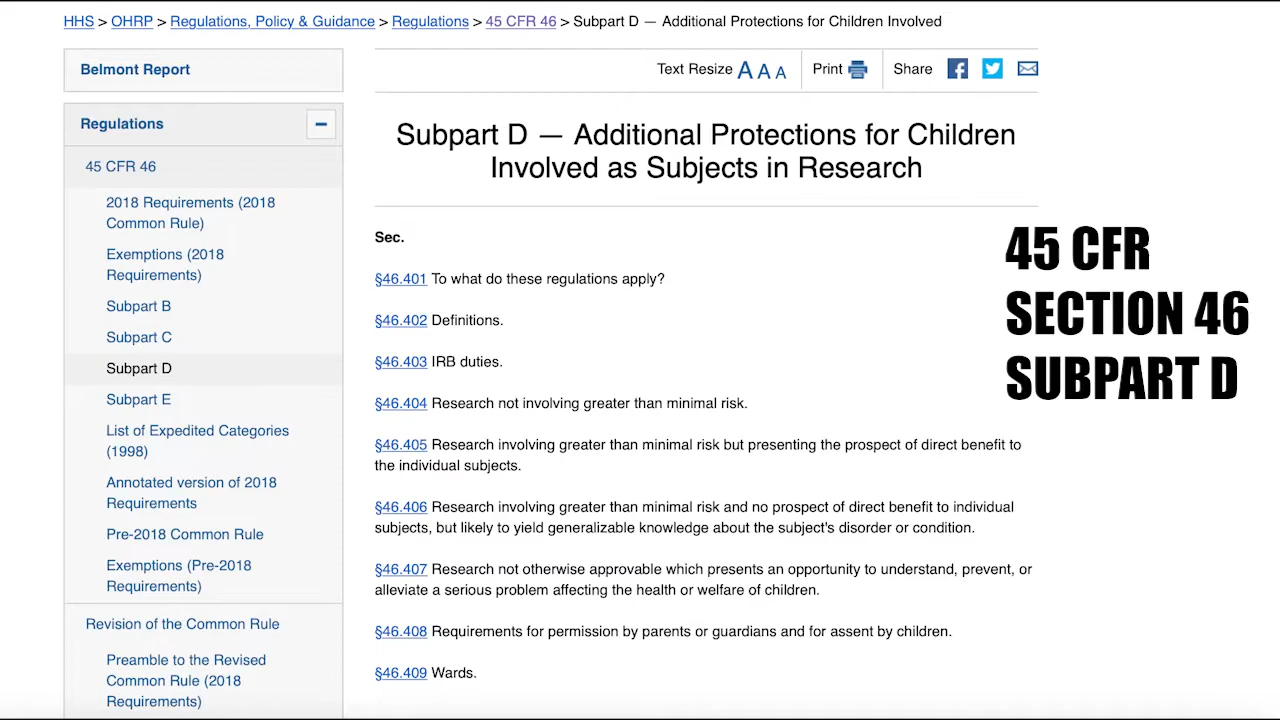 HHS > OHRP > Regulations, Policy & Guidance > Regulations > 45 CFR 46 > Subpart D — Additional Protections for Children Involved
Belmont Report
Regulations
45 CFR 46
2018 Requirements (2018
Common Rule)
Exemptions (2018
Requirements)
Subpart B
Subpart C
Subpart D
Subpart E
List of Expedited Categories
(1998)
Annotated version of 2018
Requirements
Pre-2018 Common Rule
Exemptions (Pre-2018
Requirements)
Revision of the Common Rule
Preamble to the Revised
Common Rule (2018
Requirements)
Text Resize A A A Print Share
Subpart D — Additional Protections for Children
Involved as Subjects in Research
Sec.
§46.401 To what do these regulations apply?
§46.402 Definitions.
§46.403 IRB duties.
§46.404 Research not involving greater than minimal risk.
§46.405 Research involving greater than minimal risk but presenting the prospect of direct benefit to
the individual subjects.
§46.406 Research involving greater than minimal risk and no prospect of direct benefit to individual
subjects, but likely to yield generalizable knowledge about the subject's disorder or condition.
§46.407 Research not otherwise approvable which presents an opportunity to understand, prevent, or
alleviate a serious problem affecting the health or welfare of children.
§46.408 Requirements for permission by parents or guardians and for assent by children.
§46.409 Wards.
45 CFR
SECTION 46
SUBPART D